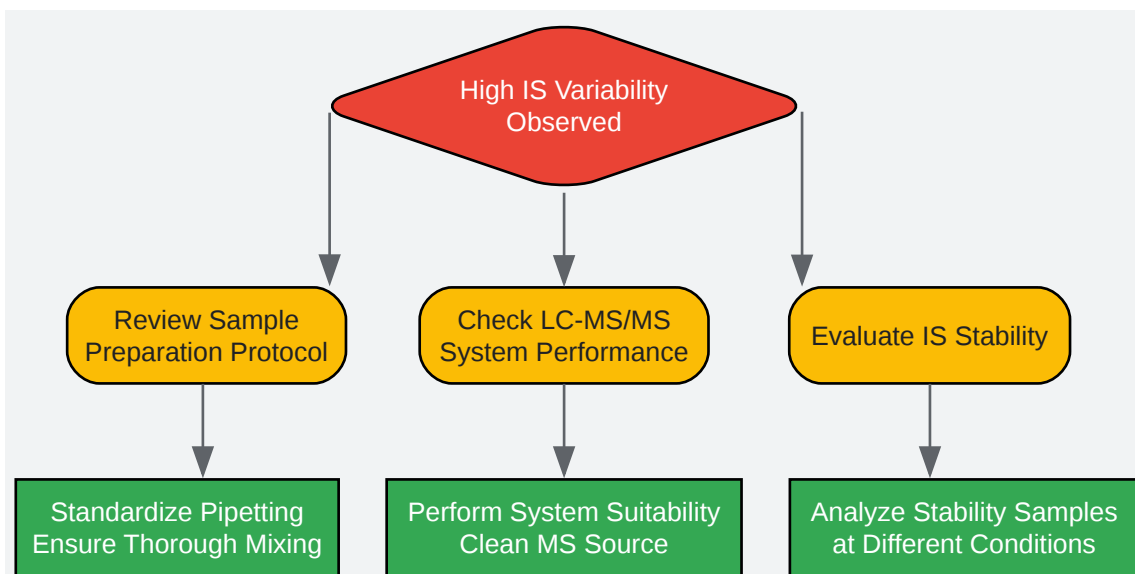 High IS Variability
Observed
Review Sample
Preparation Protocol
Check LC-MS/MS
System Performance
Evaluate IS Stability
Standardize Pipetting
Ensure Thorough Mixing
Perform System Suitability
Clean MS Source
Analyze Stability Samples
at Different Conditions